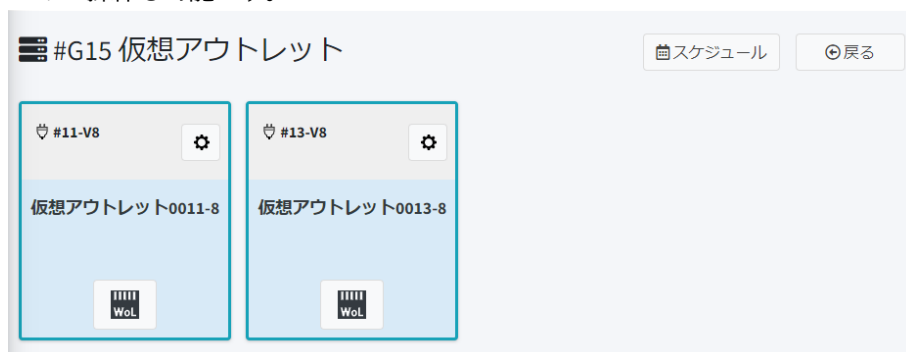 #G15 仮想アウトレット
スケジュール
戻る
#11-V8
#13-V8
仮想アウトレット0011-8
仮想アウトレット0013-8
WoL
WoL